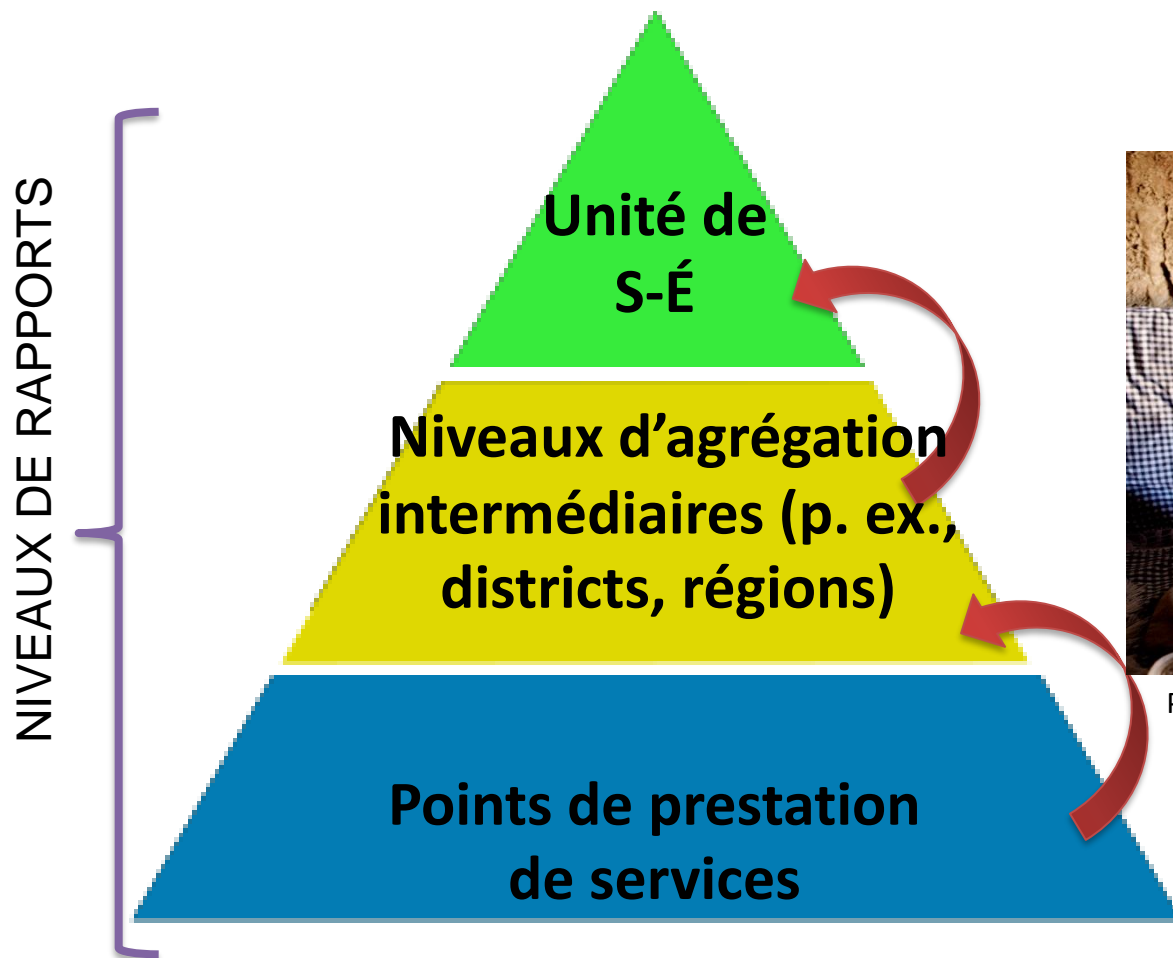 NIVEAUX DE RAPPORTS
Unité de
S-É
Niveaux d’agrégation
intermédiaires (p. ex.,
districts, régions)
Points de prestation
de services